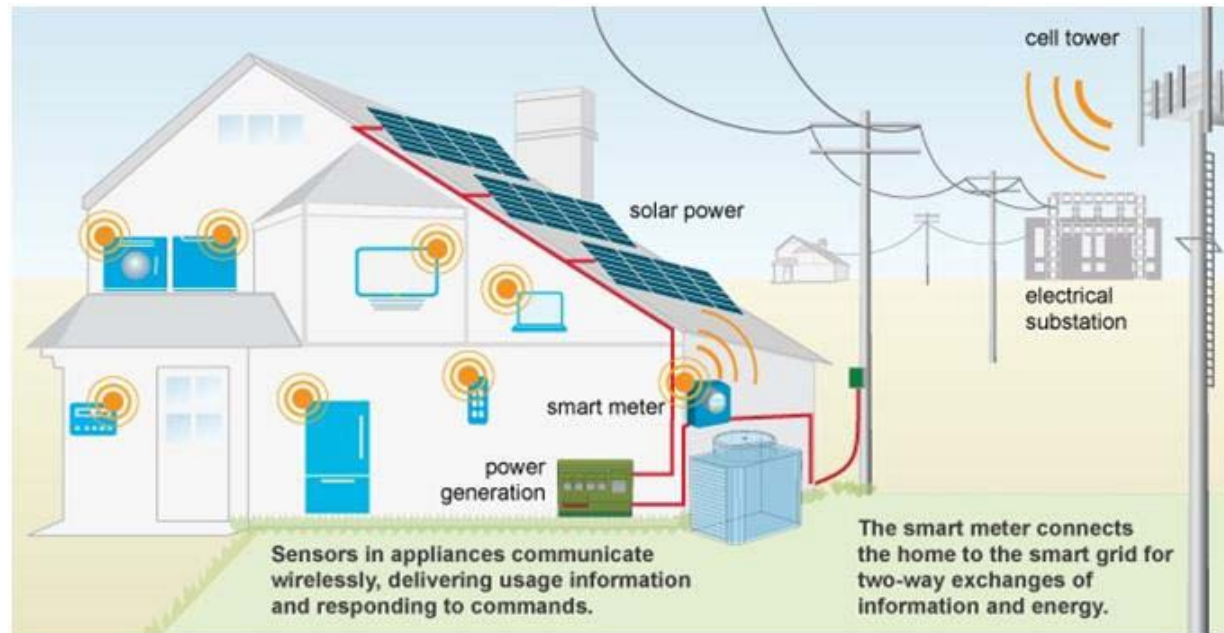 cell tower
solar power
electrical
substation
smart meter
power
generation
Sensors in appliances communicate
wirelessly, delivering usage information
and responding to commands.
The smart meter connects
the home to the smart grid for
two-way exchanges of
information and energy.